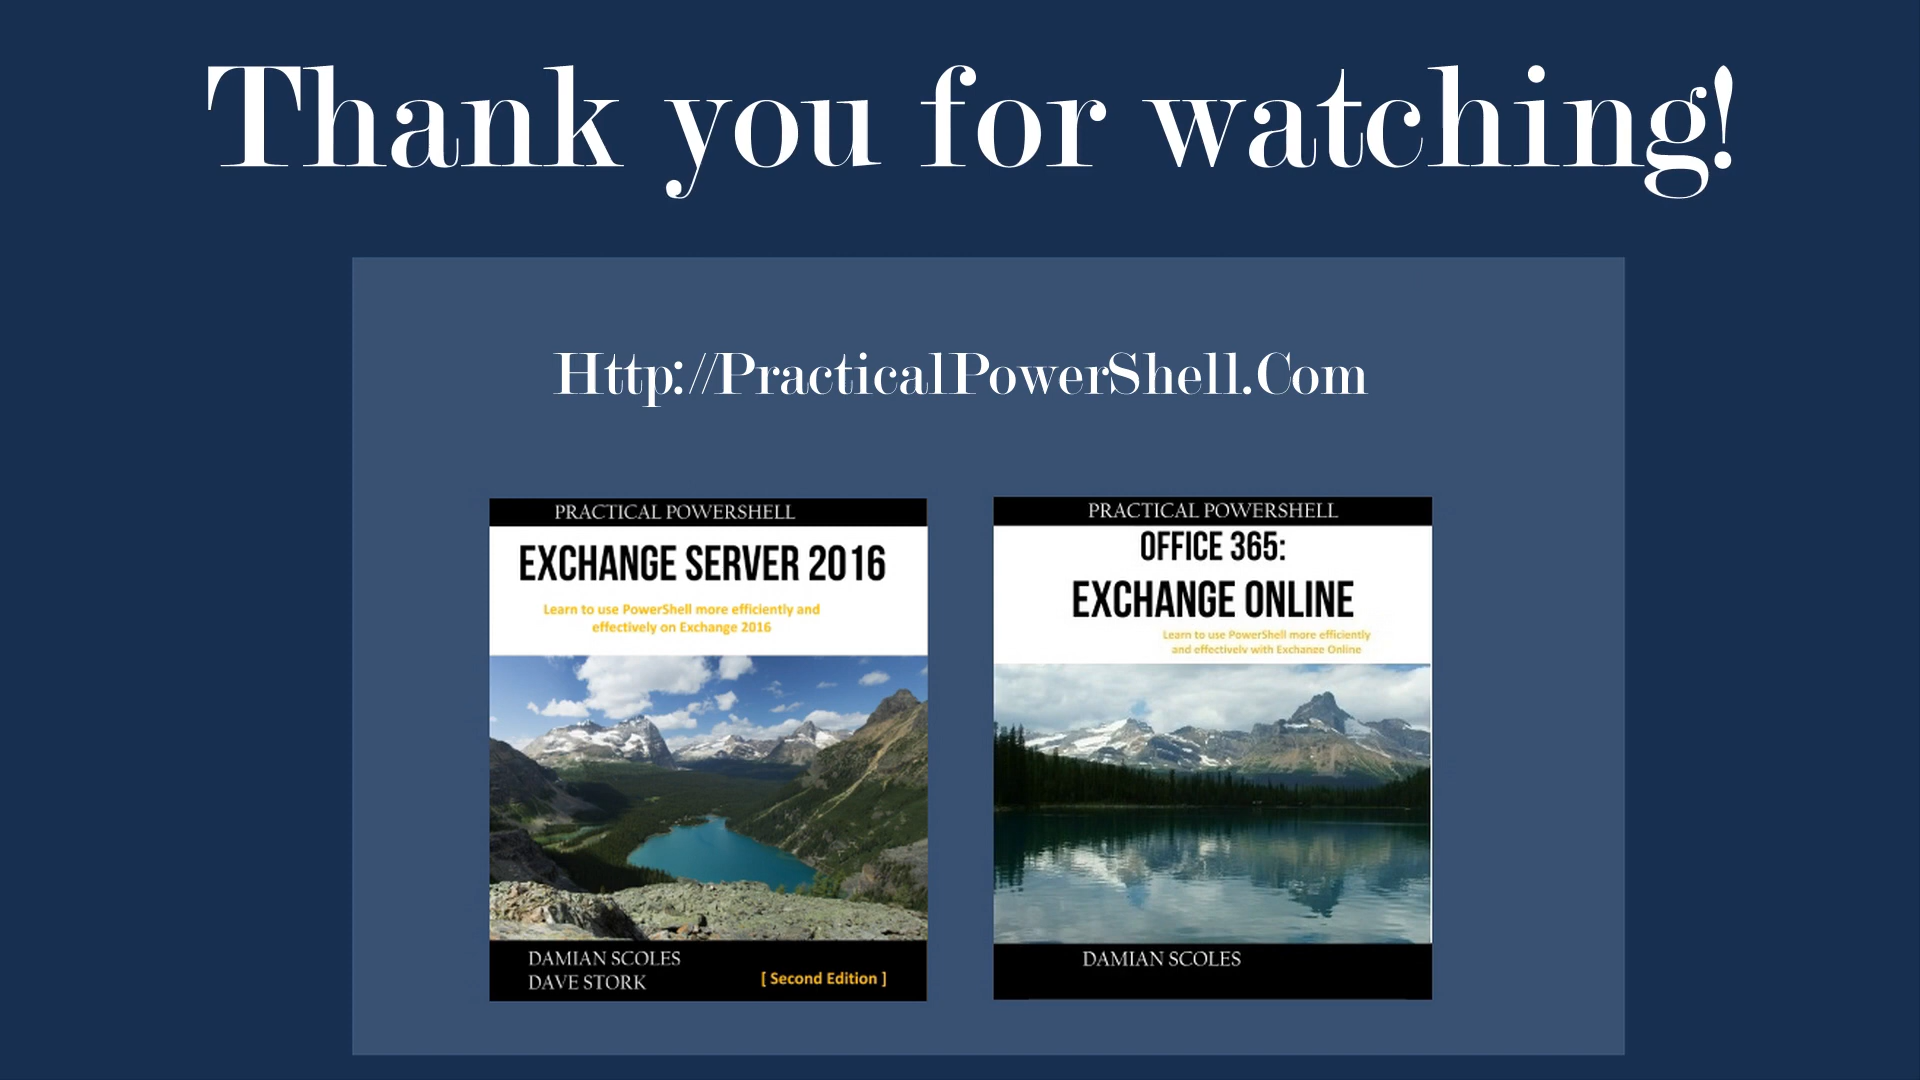 Thank you for watching!
Http://PracticalPowerShell.Com
PRACTICAL POWERSHELL
EXCHANGE SERVER 2016
Learn to use PowerShell more efficiently and
effectively on Exchange 2016
DAMIAN SCOLES
DAVE STORK
[ Second Edition ]
PRACTICAL POWERSHELL
OFFICE 365:
EXCHANGE ONLINE
Learn to use PowerShell more efficiently
and effectively with Exchange Online
DAMIAN SCOLES